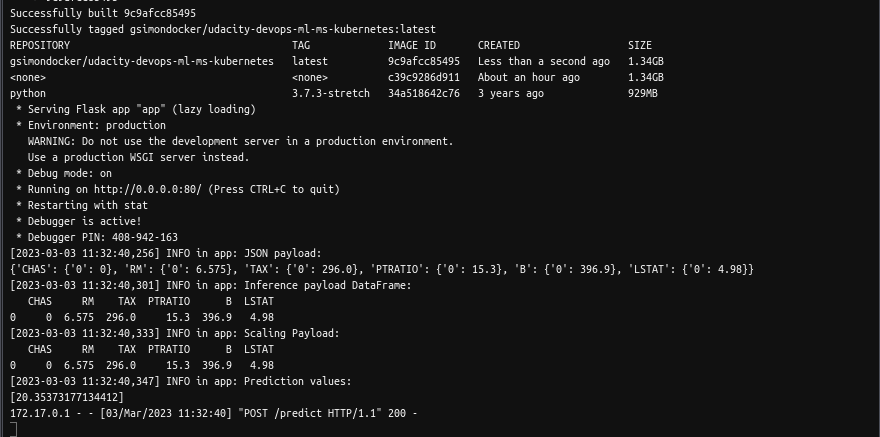 Successfully built 9c9afcc85495
Successfully tagged gsimondocker/udacity-devops-ml-ms-kubernetes:latest
REPOSITORY                                   TAG             IMAGE ID       CREATED                  SIZE
gsimondocker/udacity-devops-ml-ms-kubernetes   latest          9c9afcc85495   Less than a second ago   1.34GB
<none>                                         <none>          c39c9286d911   About an hour ago        1.34GB
python                                         3.7.3-stretch   34a518642c76   3 years ago              929MB
 * Serving Flask app "app" (lazy loading)
 * Environment: production
   WARNING: Do not use the development server in a production environment.
   Use a production WSGI server instead.
 * Debug mode: on
 * Running on http://0.0.0.0:80/ (Press CTRL+C to quit)
 * Restarting with stat
 * Debugger is active!
 * Debugger PIN: 408-942-163
[2023-03-03 11:32:40,256] INFO in app: JSON payload:
{'CHAS': {'0': 0}, 'RM': {'0': 6.575}, 'TAX': {'0': 296.0}, 'PTRATIO': {'0': 15.3}, 'B': {'0': 396.9}, 'LSTAT': {'0': 4.98}}
[2023-03-03 11:32:40,301] INFO in app: Inference payload DataFrame:
   CHAS     RM    TAX  PTRATIO      B  LSTAT
0     0  6.575  296.0     15.3  396.9   4.98
[2023-03-03 11:32:40,333] INFO in app: Scaling Payload:
   CHAS     RM    TAX  PTRATIO      B  LSTAT
0     0  6.575  296.0     15.3  396.9   4.98
[2023-03-03 11:32:40,347] INFO in app: Prediction values:
[20.35373177134412]
172.17.0.1 - - [03/Mar/2023 11:32:40] "POST /predict HTTP/1.1" 200 -